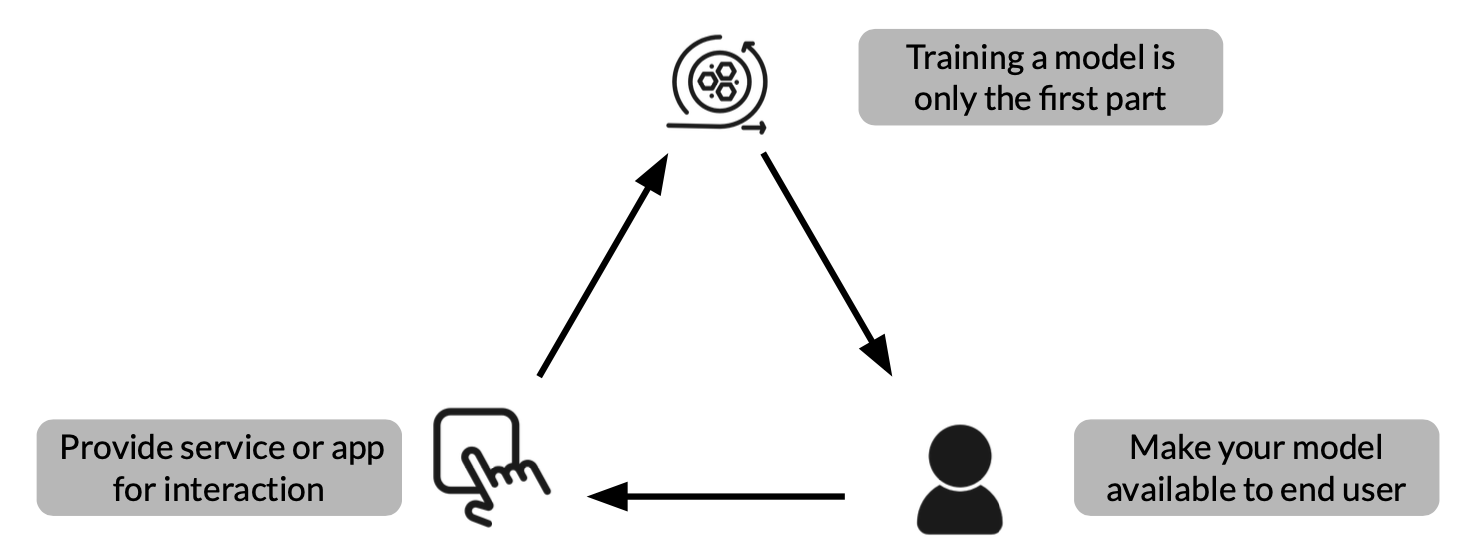 Training a model is
only the first part
Provide service or app
for interaction
Make your model
available to end user